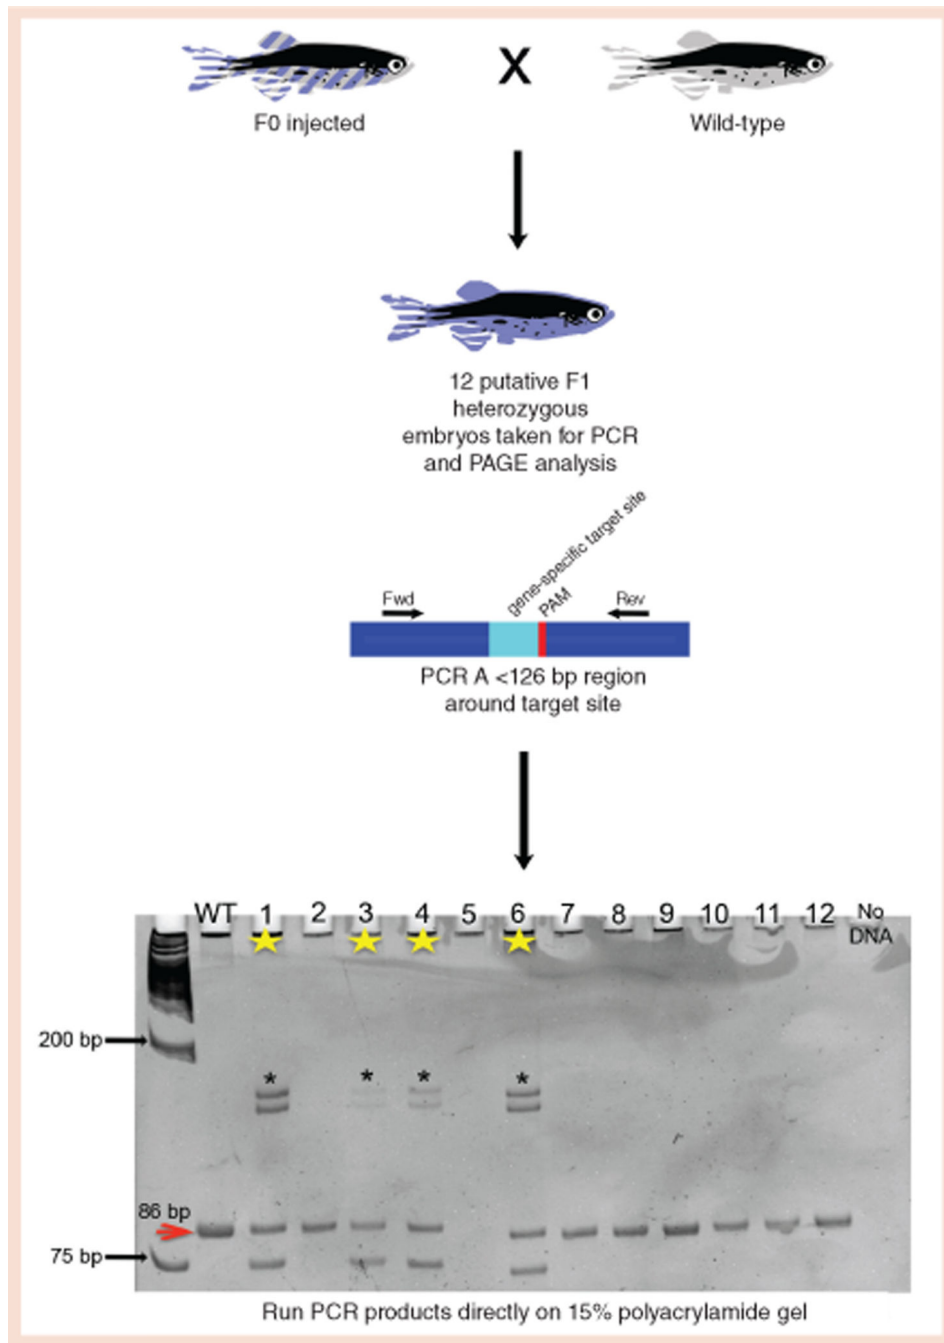 F0 injected
X
Wild-type
12 putative F1
heterozygous
embryos taken for PCR
and PAGE analysis
gene-specific target site
PAM
Fwd
Rev
PCR A <126 bp region
around target site
WT 1 2 3 4 5 6 7 8 9 10 11 12 No
DNA
200 bp
* * * *
86 bp
75 bp
Run PCR products directly on 15% polyacrylamide gel